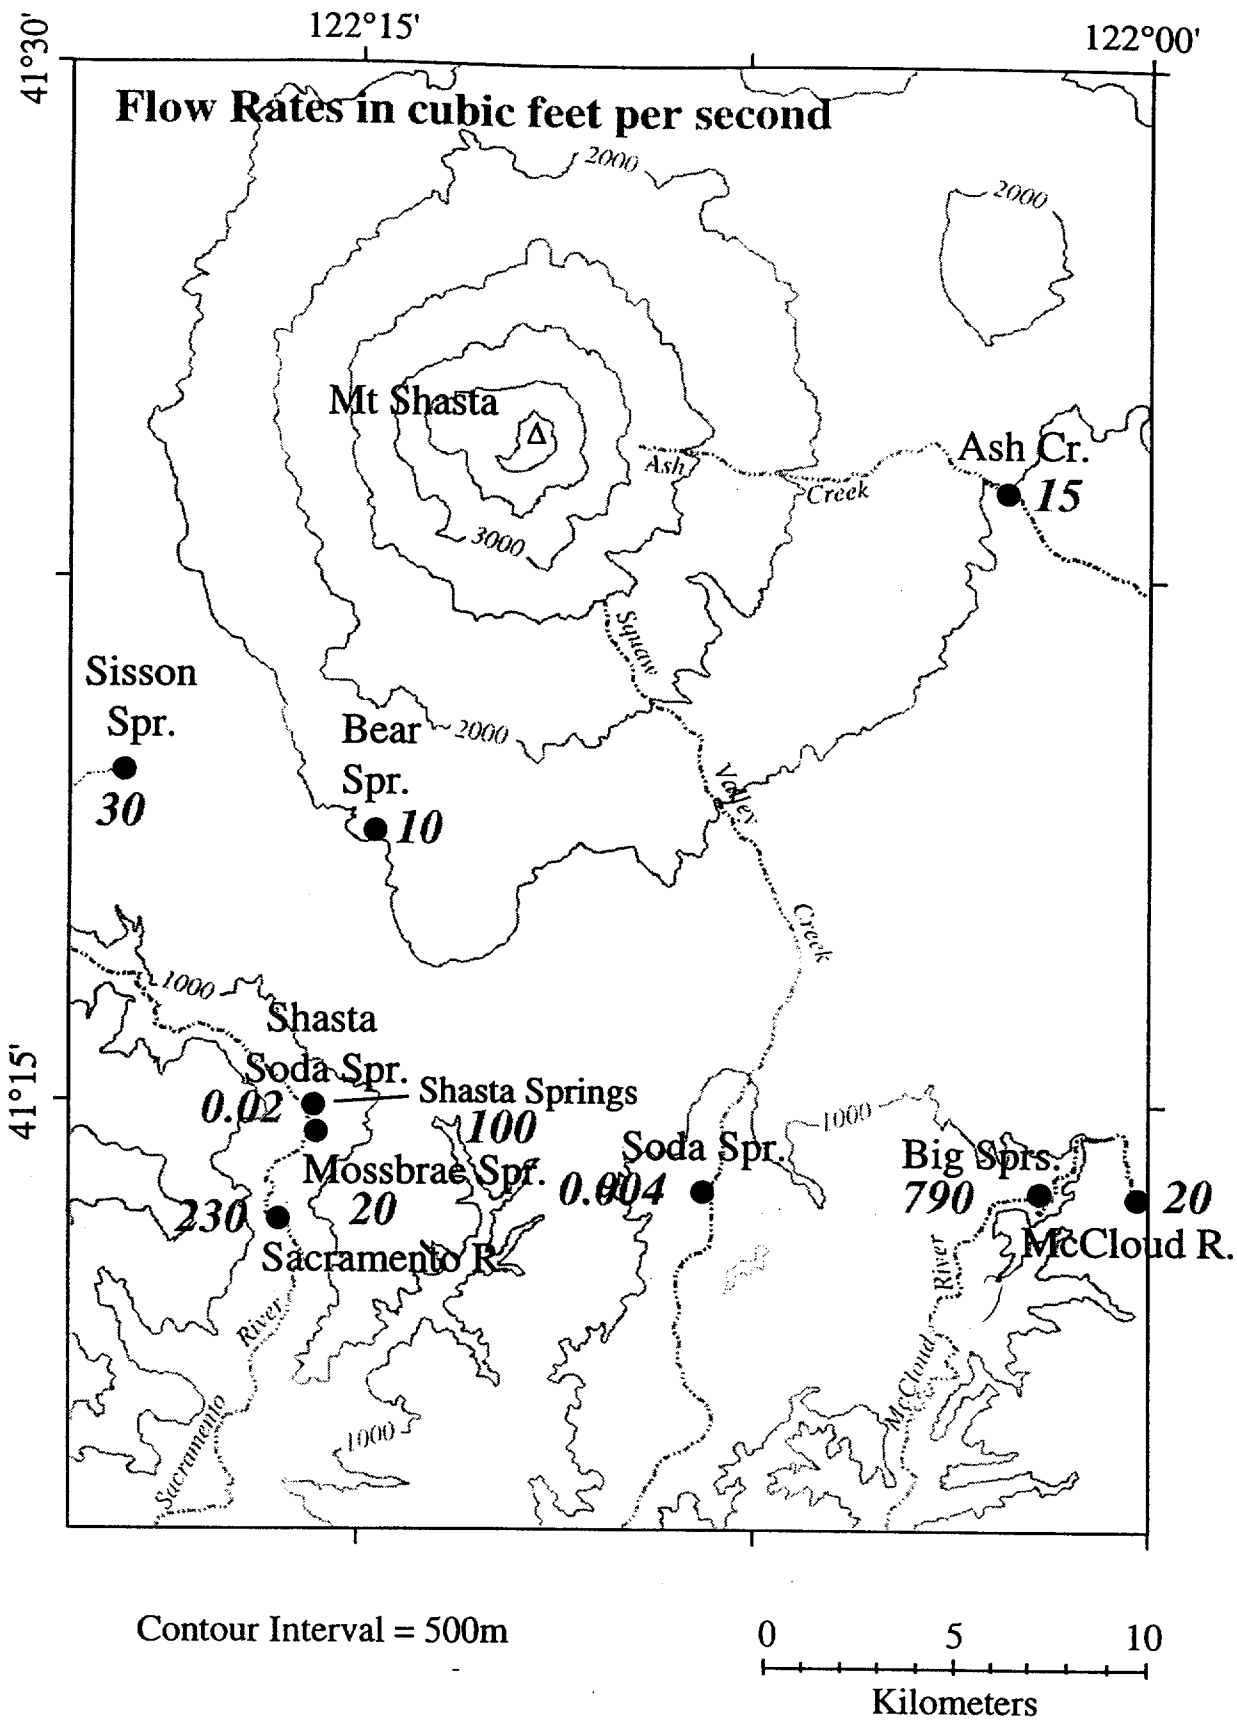 122°15'
122°00'
41°30'
Flow Rates in cubic feet per second
2000
2000
Mt Shasta
Δ
Ash Cr.
Ash
Creek
15
3000
Squaw
Sisson
Spr.
Bear
2000
Spr.
30
10
Valley
Creek
1000
Shasta
41°15'
Soda Spr.
Shasta Springs
0.02
100
1000
Soda Spr.
Big Sprs.
Mossbrae Spr.
0.004
790
20
230
20
Sacramento R.
McCloud R.
River
River
McCloud
Sacramento
1000
Contour Interval = 500m
0 5 10
Kilometers